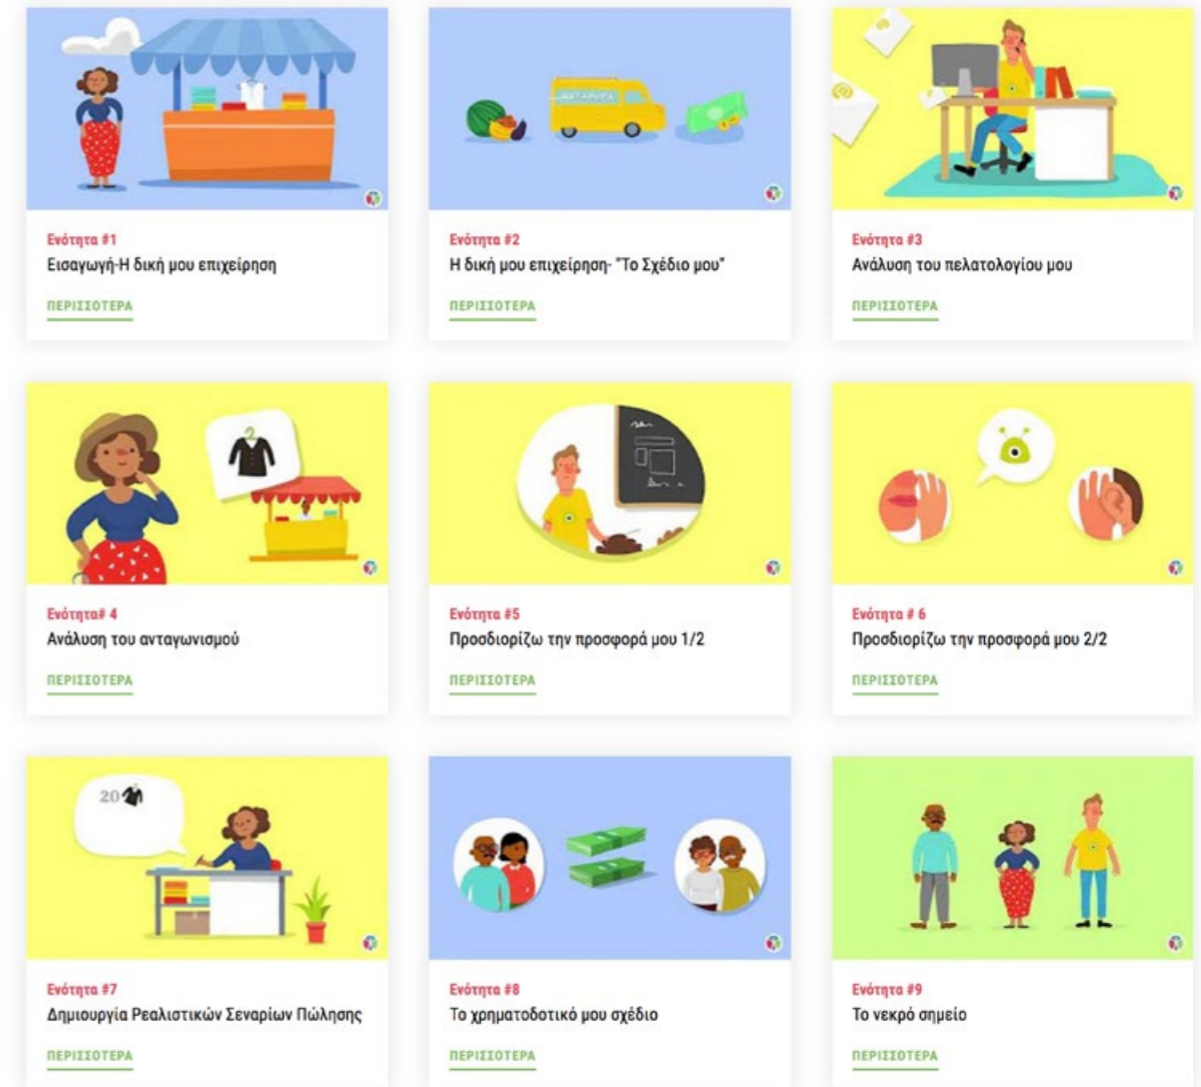 Ενότητα #1
Εισαγωγή-Η δική μου επιχείρηση
ΠΕΡΙΣΣΟΤΕΡΑ
Ενότητα #2
Η δική μου επιχείρηση- "Το Σχέδιο μου"
ΠΕΡΙΣΣΟΤΕΡΑ
Ενότητα #3
Ανάλυση του πελατολογίου μου
ΠΕΡΙΣΣΟΤΕΡΑ
Ενότητα# 4
Ανάλυση του ανταγωνισμού
ΠΕΡΙΣΣΟΤΕΡΑ
Ενότητα #5
Προσδιορίζω την προσφορά μου 1/2
ΠΕΡΙΣΣΟΤΕΡΑ
Ενότητα # 6
Προσδιορίζω την προσφορά μου 2/2
ΠΕΡΙΣΣΟΤΕΡΑ
20
Ενότητα #7
Δημιουργία Ρεαλιστικών Σεναρίων Πώλησης
ΠΕΡΙΣΣΟΤΕΡΑ
Ενότητα #8
Το χρηματοδοτικό μου σχέδιο
ΠΕΡΙΣΣΟΤΕΡΑ
Ενότητα #9
Το νεκρό σημείο
ΠΕΡΙΣΣΟΤΕΡΑ